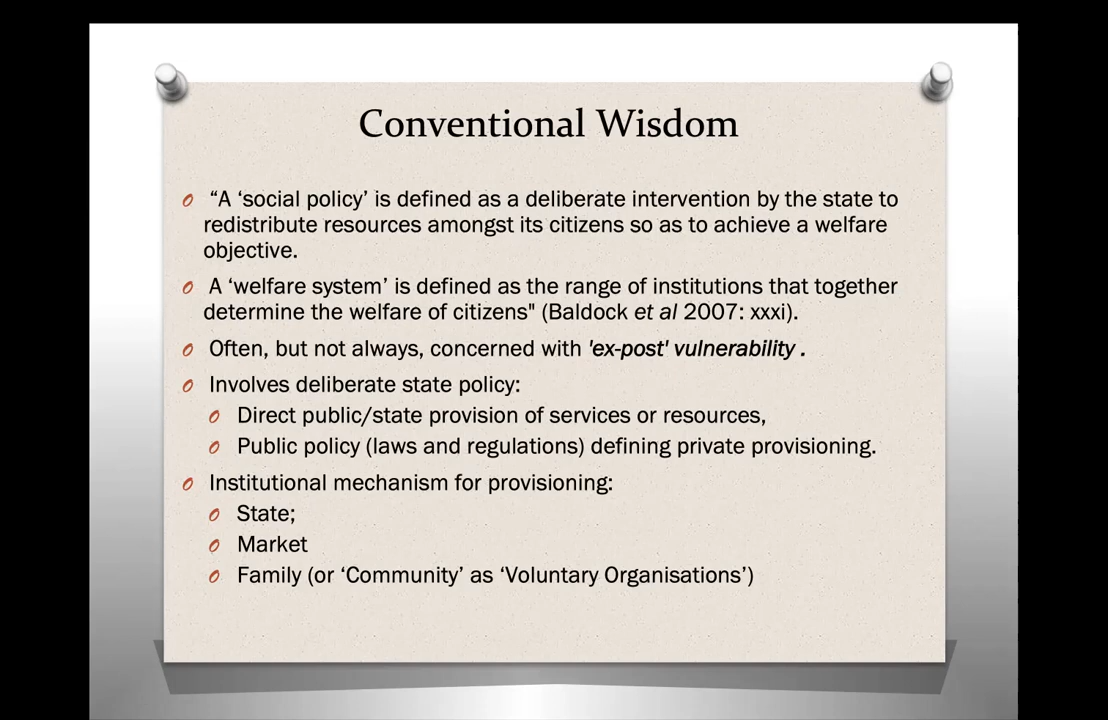 Conventional Wisdom
“A ‘social policy’ is defined as a deliberate intervention by the state to
redistribute resources amongst its citizens so as to achieve a welfare
objective.
A ‘welfare system’ is defined as the range of institutions that together
determine the welfare of citizens" (Baldock et al 2007: xxxi).
Often, but not always, concerned with 'ex-post' vulnerability .
Involves deliberate state policy:
Direct public/state provision of services or resources,
Public policy (laws and regulations) defining private provisioning.
Institutional mechanism for provisioning:
State;
Market
Family (or ‘Community’ as ‘Voluntary Organisations’)